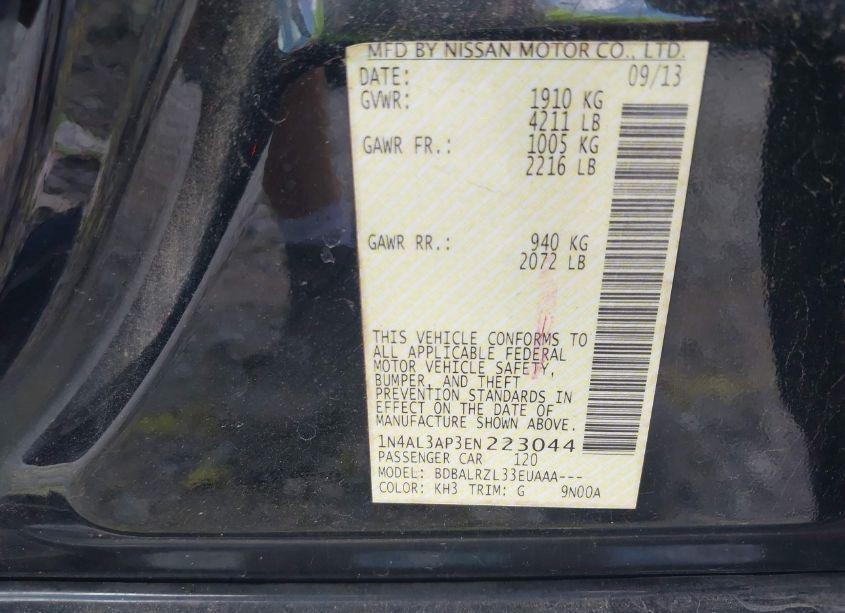 MFD BY NISSAN MOTOR CO., LTD.
DATE: 09/13
GVWR: 1910 KG
4211 LB
GAWR FR.: 1005 KG
2216 LB
GAWR RR.: 940 KG
2072 LB
THIS VEHICLE CONFORMS TO
ALL APPLICABLE FEDERAL
MOTOR VEHICLE SAFETY,
BUMPER, AND THEFT
PREVENTION STANDARDS IN
EFFECT ON THE DATE OF
MANUFACTURE SHOWN ABOVE.
1N4AL3AP3EN223044
PASSENGER CAR 120
MODEL: BDBALRZL33EUAAA---
COLOR: KH3 TRIM: G 9N00A